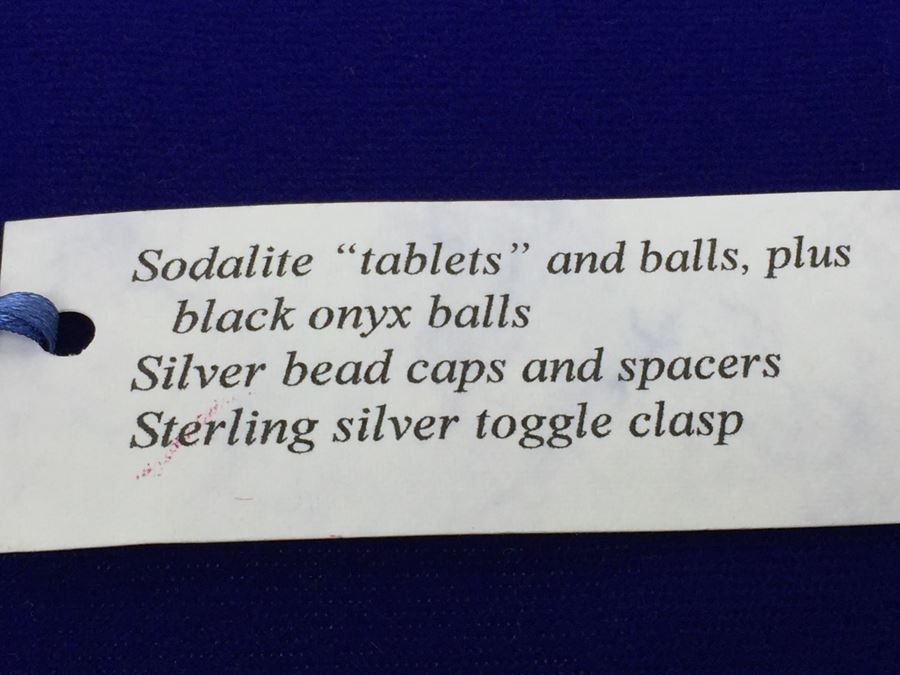 Sodalite “tablets” and balls, plus
black onyx balls
Silver bead caps and spacers
Sterling silver toggle clasp